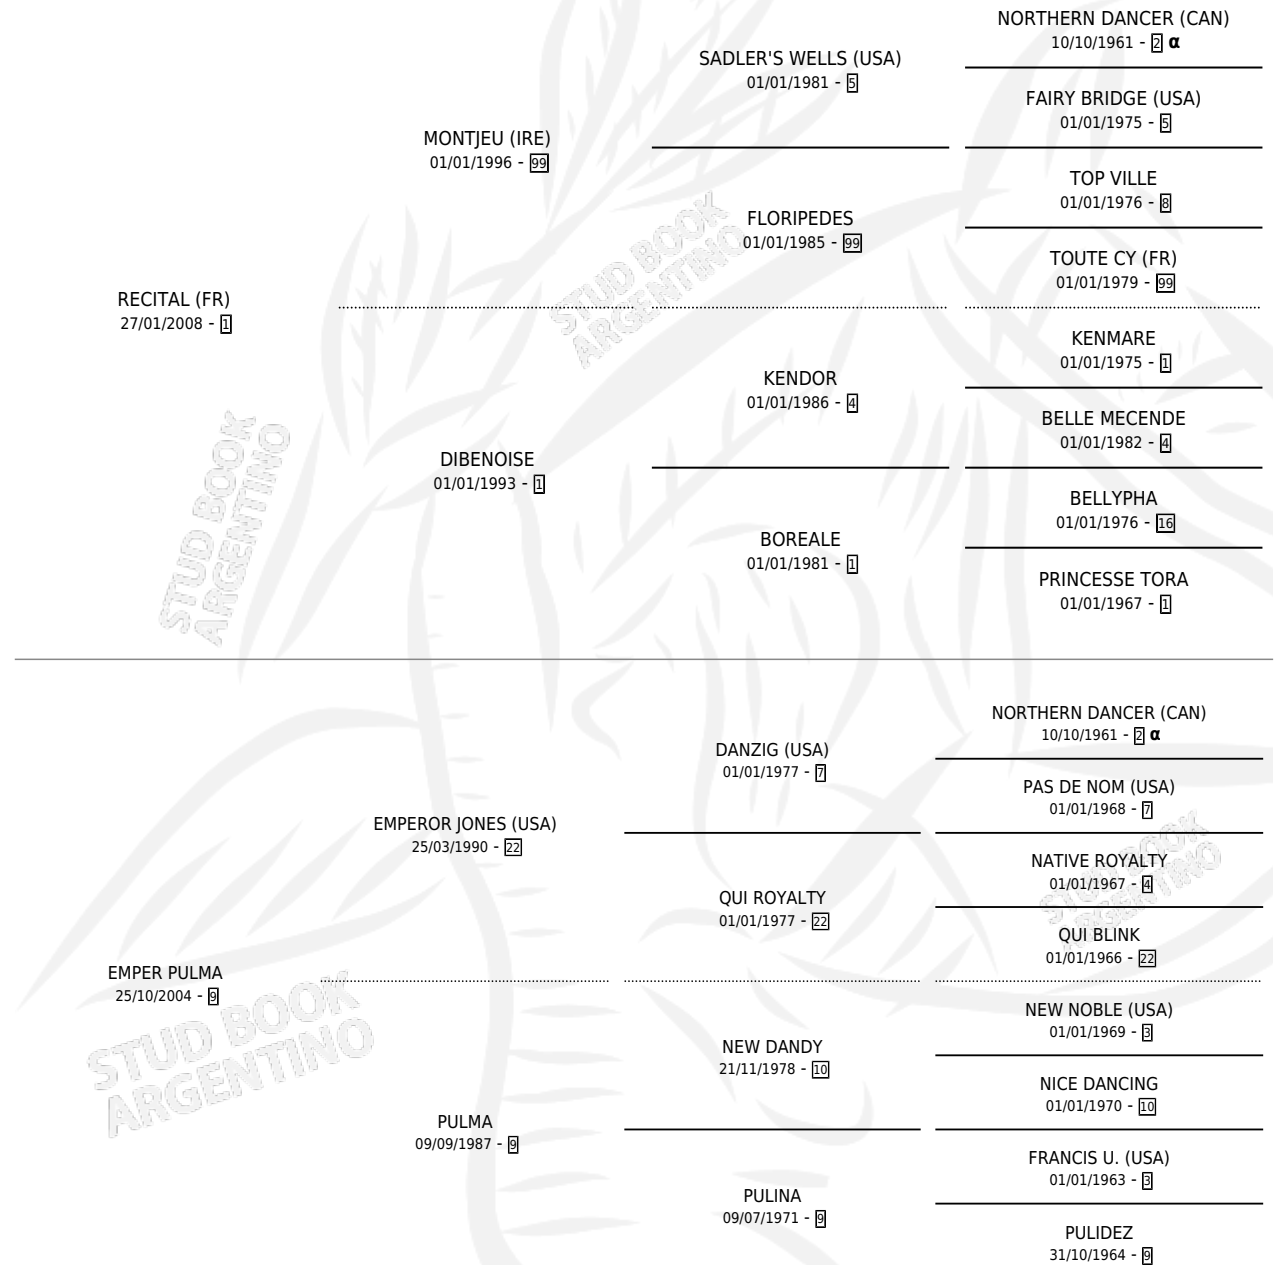 NORTHERN DANCER (CAN)
10/10/1961 - 2 α
SADLER'S WELLS (USA)
01/01/1981 - 5
FAIRY BRIDGE (USA)
01/01/1975 - 5
MONTJEU (IRE)
01/01/1996 - 99
TOP VILLE
01/01/1976 - 8
FLORIPEDES
01/01/1985 - 99
TOUTE CY (FR)
01/01/1979 - 99
RECITAL (FR)
27/01/2008 - 1
KENMARE
01/01/1975 - 1
KENDOR
01/01/1986 - 4
BELLE MECENDE
01/01/1982 - 4
DIBENOISE
01/01/1993 - 1
BELLYPHA
01/01/1976 - 16
BOREALE
01/01/1981 - 1
PRINCESSE TORA
01/01/1967 - 1
STUD BOOK
ARGENTINO
STUD BOOK
ARGENTINO
NORTHERN DANCER (CAN)
10/10/1961 - 2 α
DANZIG (USA)
01/01/1977 - 7
PAS DE NOM (USA)
01/01/1968 - 7
EMPEROR JONES (USA)
25/03/1990 - 22
NATIVE ROYALTY
01/01/1967 - 4
QUI ROYALTY
01/01/1977 - 22
QUI BLINK
01/01/1966 - 22
EMPER PULMA
25/10/2004 - 9
NEW NOBLE (USA)
01/01/1969 - 3
NEW DANDY
21/11/1978 - 10
NICE DANCING
01/01/1970 - 10
PULMA
09/09/1987 - 9
FRANCIS U. (USA)
01/01/1963 - 3
PULINA
09/07/1971 - 9
PULIDEZ
31/10/1964 - 9
STUD BOOK
ARGENTINO
STUD BOOK
ARGENTINO